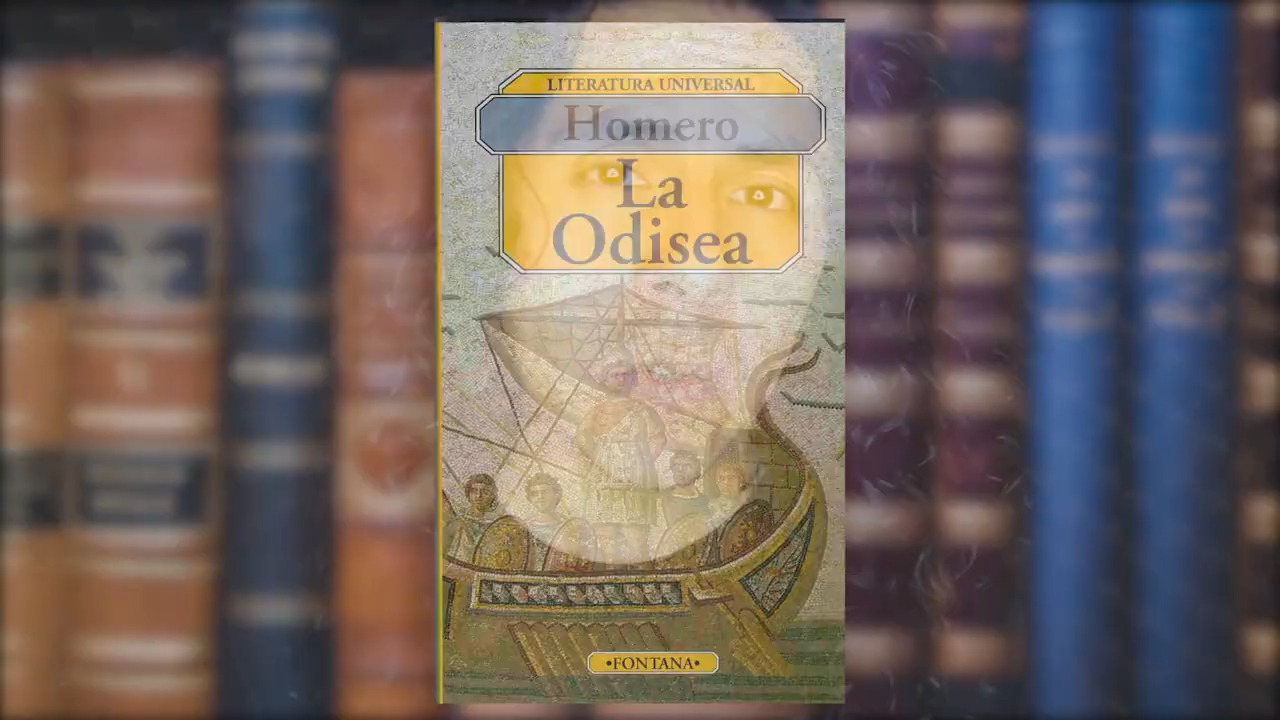 LITERATURA UNIVERSAL
Homero
La
Odisea
•FONTANA•